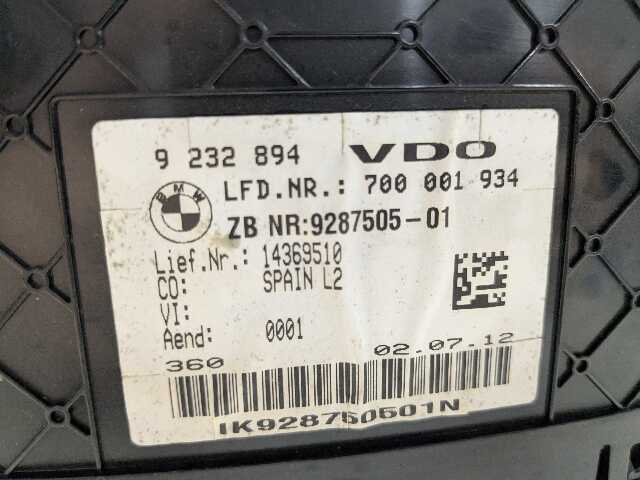 9 232 894 VDO
BMW
LFD.NR.: 700 001 934
ZB NR:9287505-01
Lief.Nr.: 14369510
CO: SPAIN L2
VI:
Aend: 0001
360 02.07.12
IK928750501N